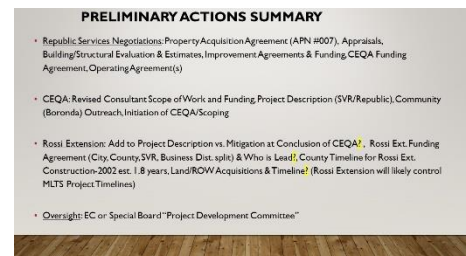 PRELIMINARY ACTIONS SUMMARY
• Republic Services Negotiations: Property Acquisition Agreement (APN #007), Appraisals,
Building/Structural Evaluation & Estimates, Improvement Agreements & Funding, CEQA Funding
Agreement, Operating Agreement(s)
• CEQA: Revised Consultant Scope of Work and Funding, Project Description (SVR/Republic), Community
(Boronda) Outreach, Initiation of CEQA/Scoping
• Rossi Extension: Add to Project Description vs. Mitigation at Conclusion of CEQA?, Rossi Ext. Funding
Agreement (City, County, SVR, Business Dist. split) & Who is Lead?, County Timeline for Rossi Ext.
Construction-2002 est. 1.8 years, Land/ROW Acquisitions & Timeline? (Rossi Extension will likely control
MLTS Project Timelines)
• Oversight: EC or Special Board "Project Development Committee"